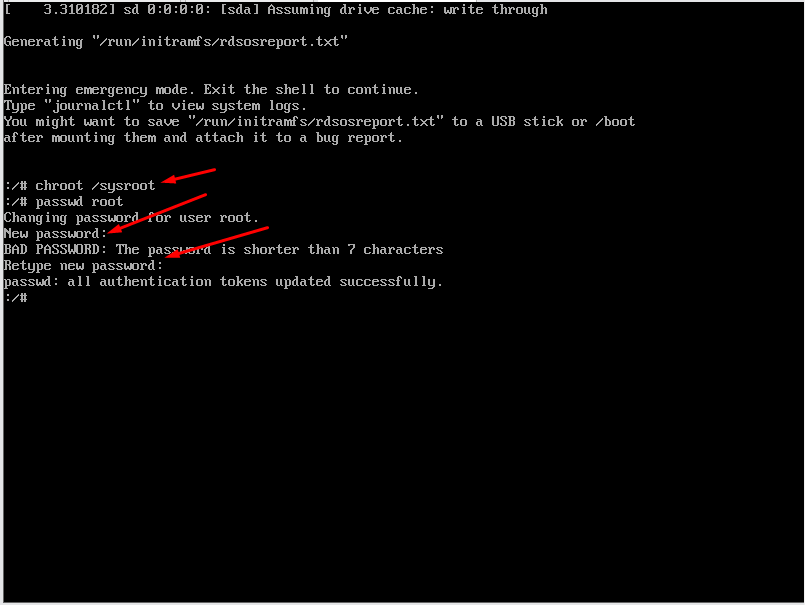 [    3.310182] sd 0:0:0:0: [sda] Assuming drive cache: write through
Generating "/run/initramfs/rdsosreport.txt"
Entering emergency mode. Exit the shell to continue.
Type "journalctl" to view system logs.
You might want to save "/run/initramfs/rdsosreport.txt" to a USB stick or /boot
after mounting them and attach it to a bug report.
:/# chroot /sysroot
:/# passwd root
Changing password for user root.
New password:
BAD PASSWORD: The password is shorter than 7 characters
Retype new password:
passwd: all authentication tokens updated successfully.
:/#